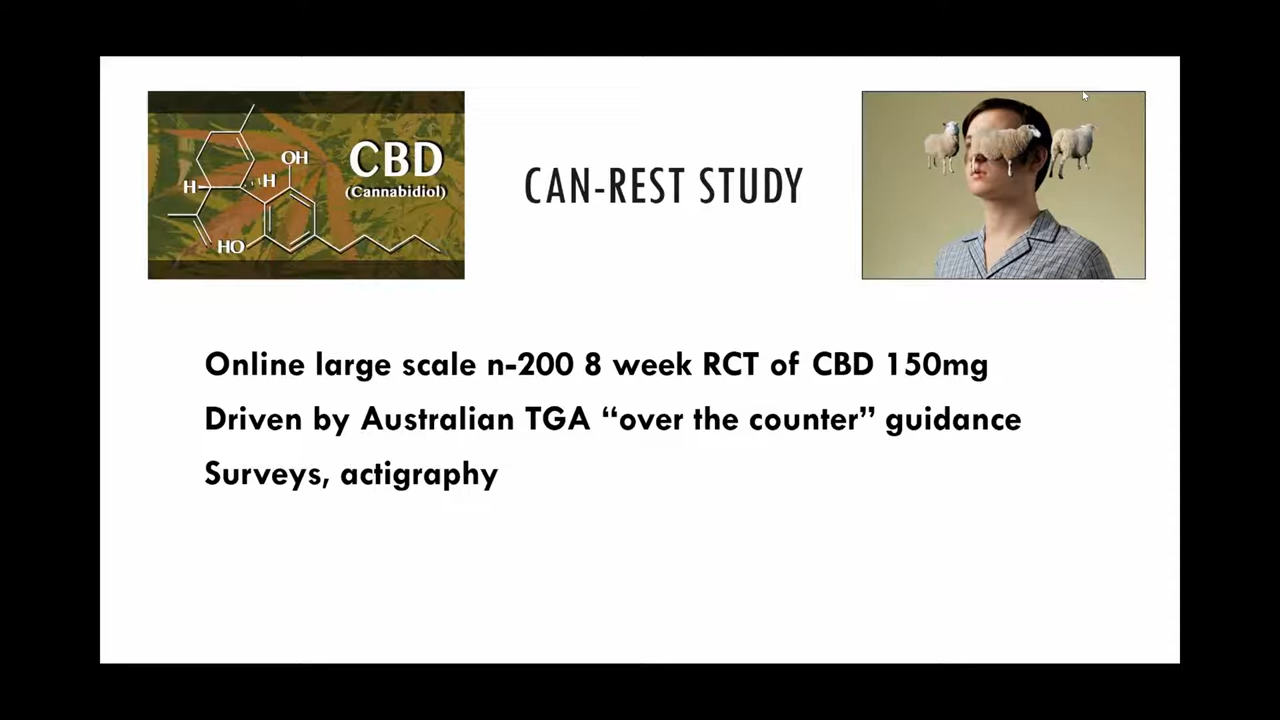 OH
CBD
(Cannabidiol)
H
H
HO
CAN-REST STUDY
Online large scale n-200 8 week RCT of CBD 150mg
Driven by Australian TGA “over the counter” guidance
Surveys, actigraphy